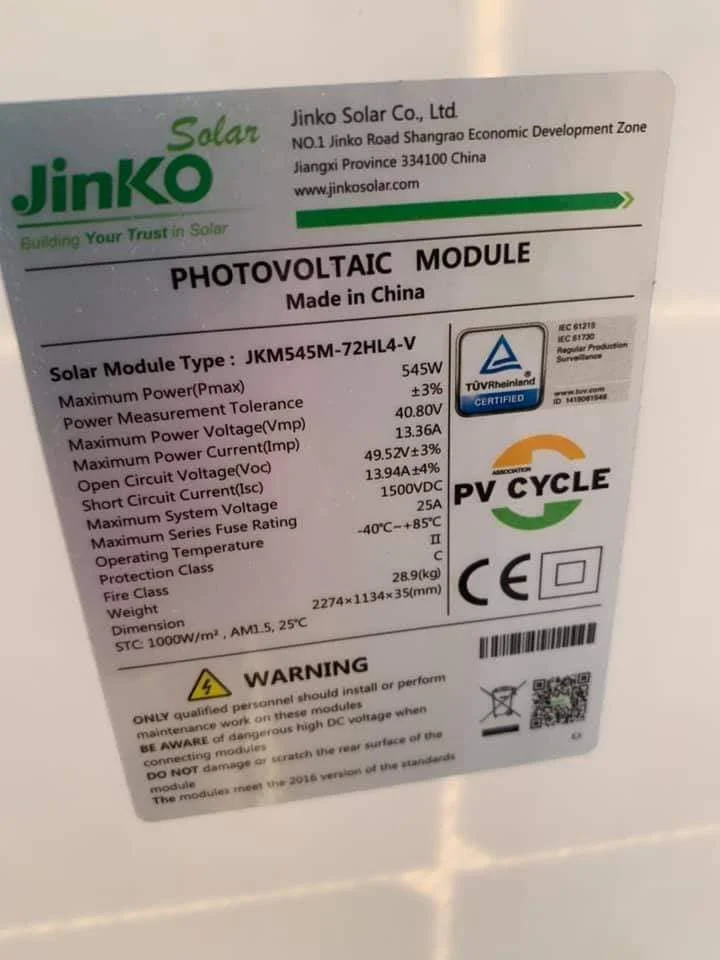 Solar
JinKO
Building Your Trust in Solar
Jinko Solar Co., Ltd.
NO.1 Jinko Road Shangrao Economic Development Zone
Jiangxi Province 334100 China
www.jinkosolar.com
PHOTOVOLTAIC MODULE
Made in China
Solar Module Type : JKM545M-72HL4-V
Maximum Power(Pmax) 545W
Power Measurement Tolerance ±3%
Maximum Power Voltage(Vmp) 40.80V
Maximum Power Current(Imp) 13.36A
Open Circuit Voltage(Voc) 49.52V±3%
Short Circuit Current(Isc) 13.94A±4%
Maximum System Voltage 1500VDC
Maximum Series Fuse Rating 25A
Operating Temperature -40℃~+85℃
Protection Class II
Fire Class C
Weight 28.9(kg)
Dimension 2274×1134×35(mm)
STC: 1000W/m², AM1.5, 25℃
TÜVRheinland
CERTIFIED
IEC 61215
IEC 61730
Regular Production
Surveillance
www.tuv.com
ID 1419061548
ASSOCIATION
PV CYCLE
CE
WARNING
ONLY qualified personnel should install or perform
maintenance work on these modules
BE AWARE of dangerous high DC voltage when
connecting modules
DO NOT damage or scratch the rear surface of the
module
The modules meet the 2016 version of the standards